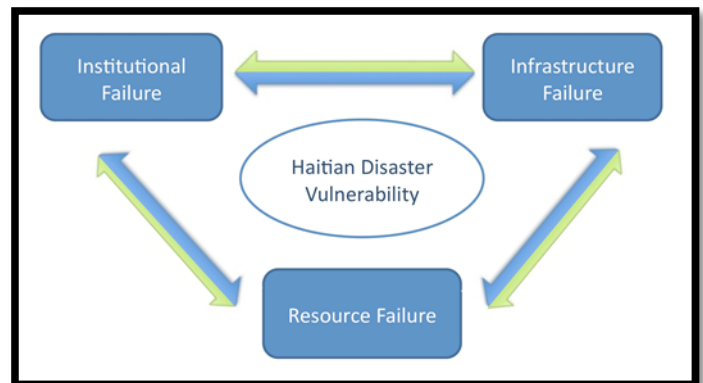 Institutional
Failure
Infrastructure
Failure
Haitian Disaster
Vulnerability
Resource Failure